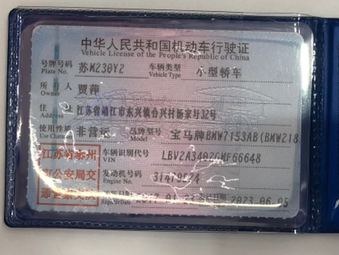 中华人民共和国机动车行驶证
Vehicle License of the People's Republic of China
号牌号码 苏M230Y2 车辆类型 小型轿车
Plate No. Vehicle Type
所有人 贾萍
Owner
住址 江苏省靖江市东兴镇合兴村杨家圩32号
Address
使用性质 非营运 品牌型号 宝马牌BMW7153AB(BMW218
江苏省泰州 车辆识别代号 LBV2A3402GMF66648
VIN
市公安局交 发动机号码
Engine No.